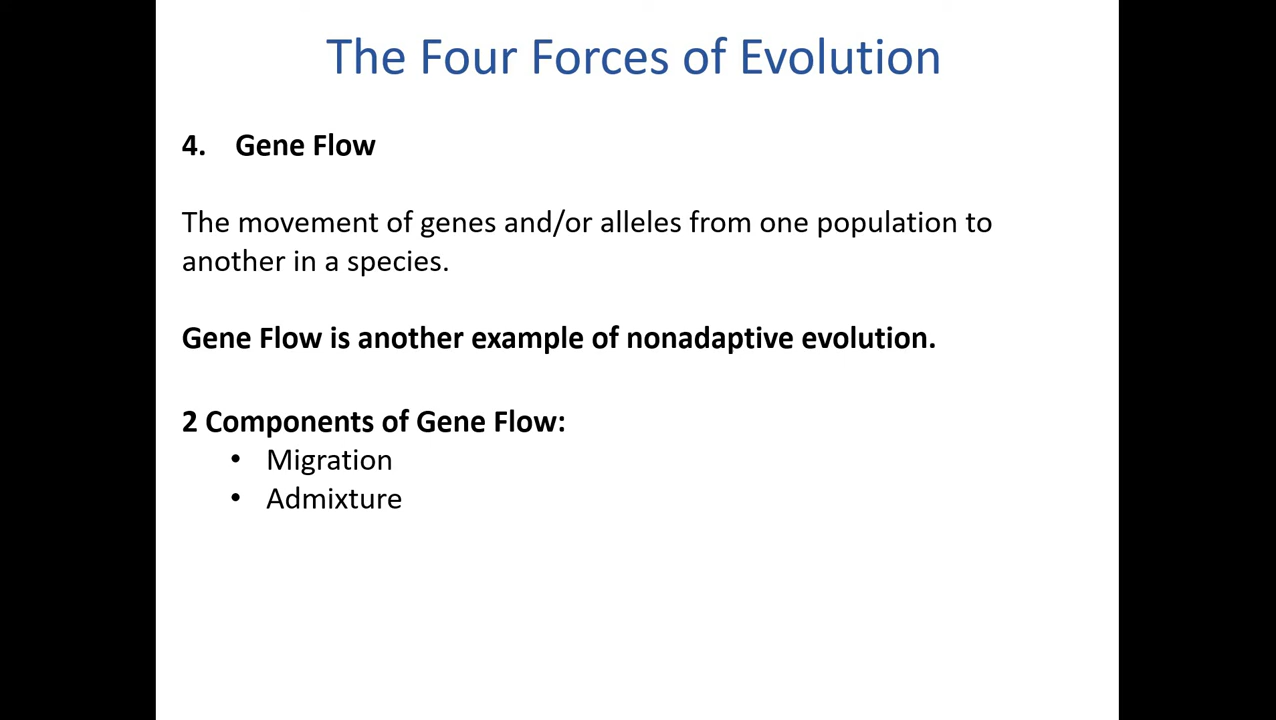 The Four Forces of Evolution
4. Gene Flow
The movement of genes and/or alleles from one population to
another in a species.
Gene Flow is another example of nonadaptive evolution.
2 Components of Gene Flow:
• Migration
• Admixture